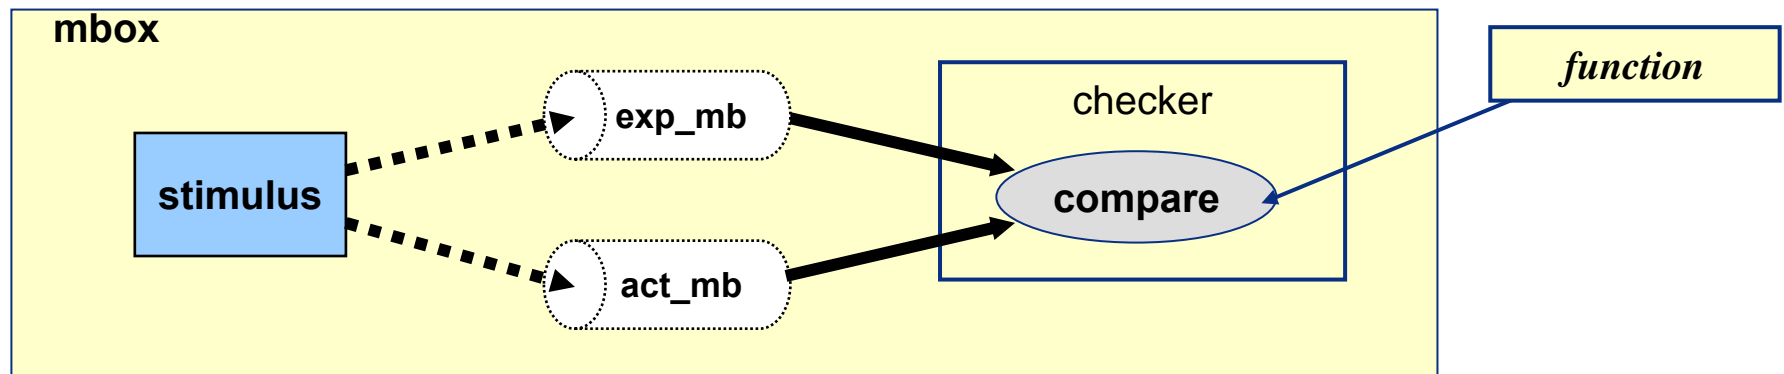 mbox
function
checker
exp_mb
stimulus
compare
act_mb